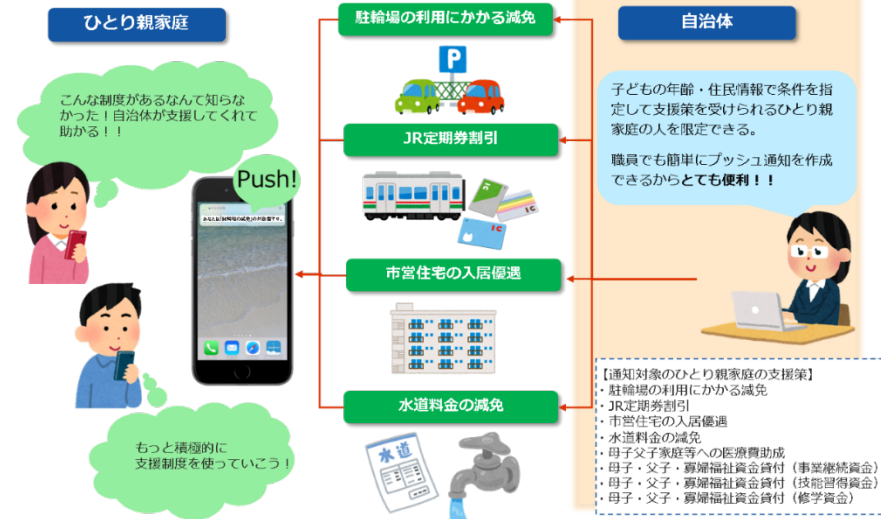 ひとり親家庭
駐輪場の利用にかかる減免
自治体
こんな制度があるなんて知らな
かった！自治体が支援してくれて
助かる！！
P
子どもの年齢・住民情報で条件を指
定して支援策を受けられるひとり親
家庭の人を限定できる。
職員でも簡単にプッシュ通知を作成
できるからとても便利！！
JR定期券割引
Push!
IC
IC
市営住宅の入居優遇
水道料金の減免
水道
もっと積極的に
支援制度を使っていこう！
【通知対象のひとり親家庭の支援策】
・駐輪場の利用にかかる減免
・JR定期券割引
・市営住宅の入居優遇
・水道料金の減免
・母子父子家庭等への医療費助成
・母子・父子・寡婦福祉資金貸付（事業継続資金）
・母子・父子・寡婦福祉資金貸付（技能習得資金）
・母子・父子・寡婦福祉資金貸付（修学資金）